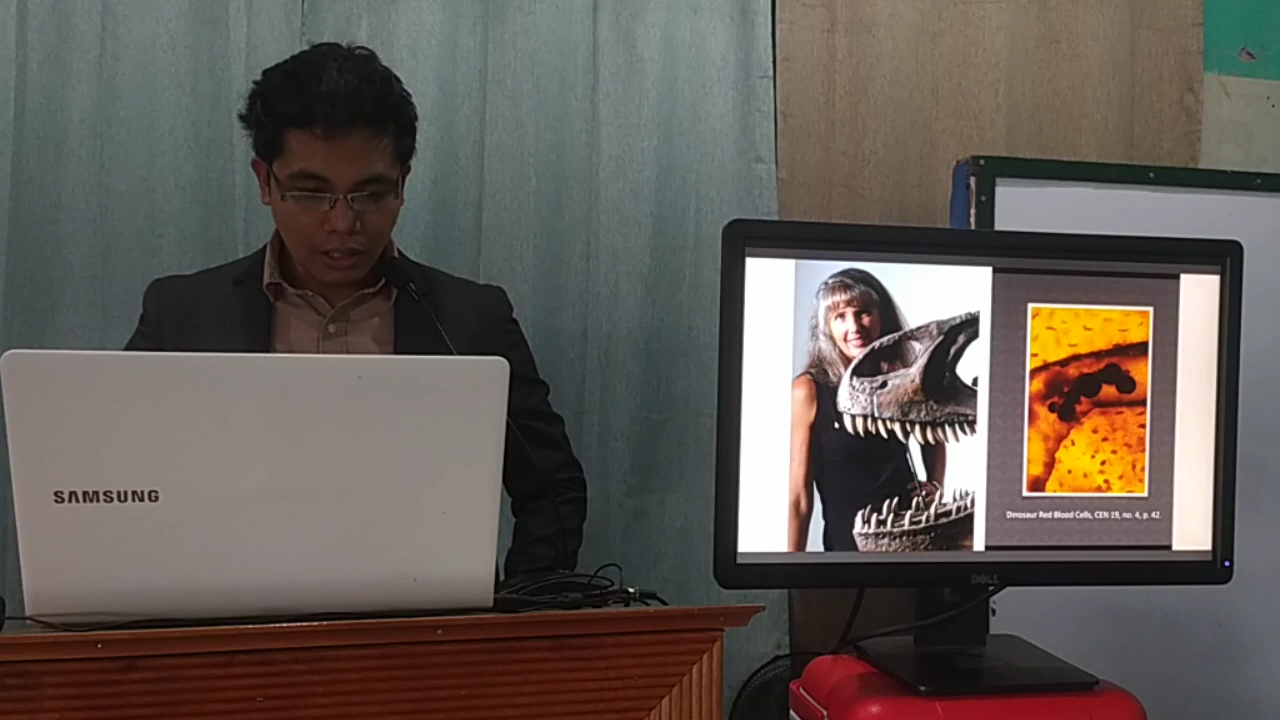 SAMSUNG
Dinosaur Red Blood Cells, CEN 19, no. 4, p. 42.
DELL